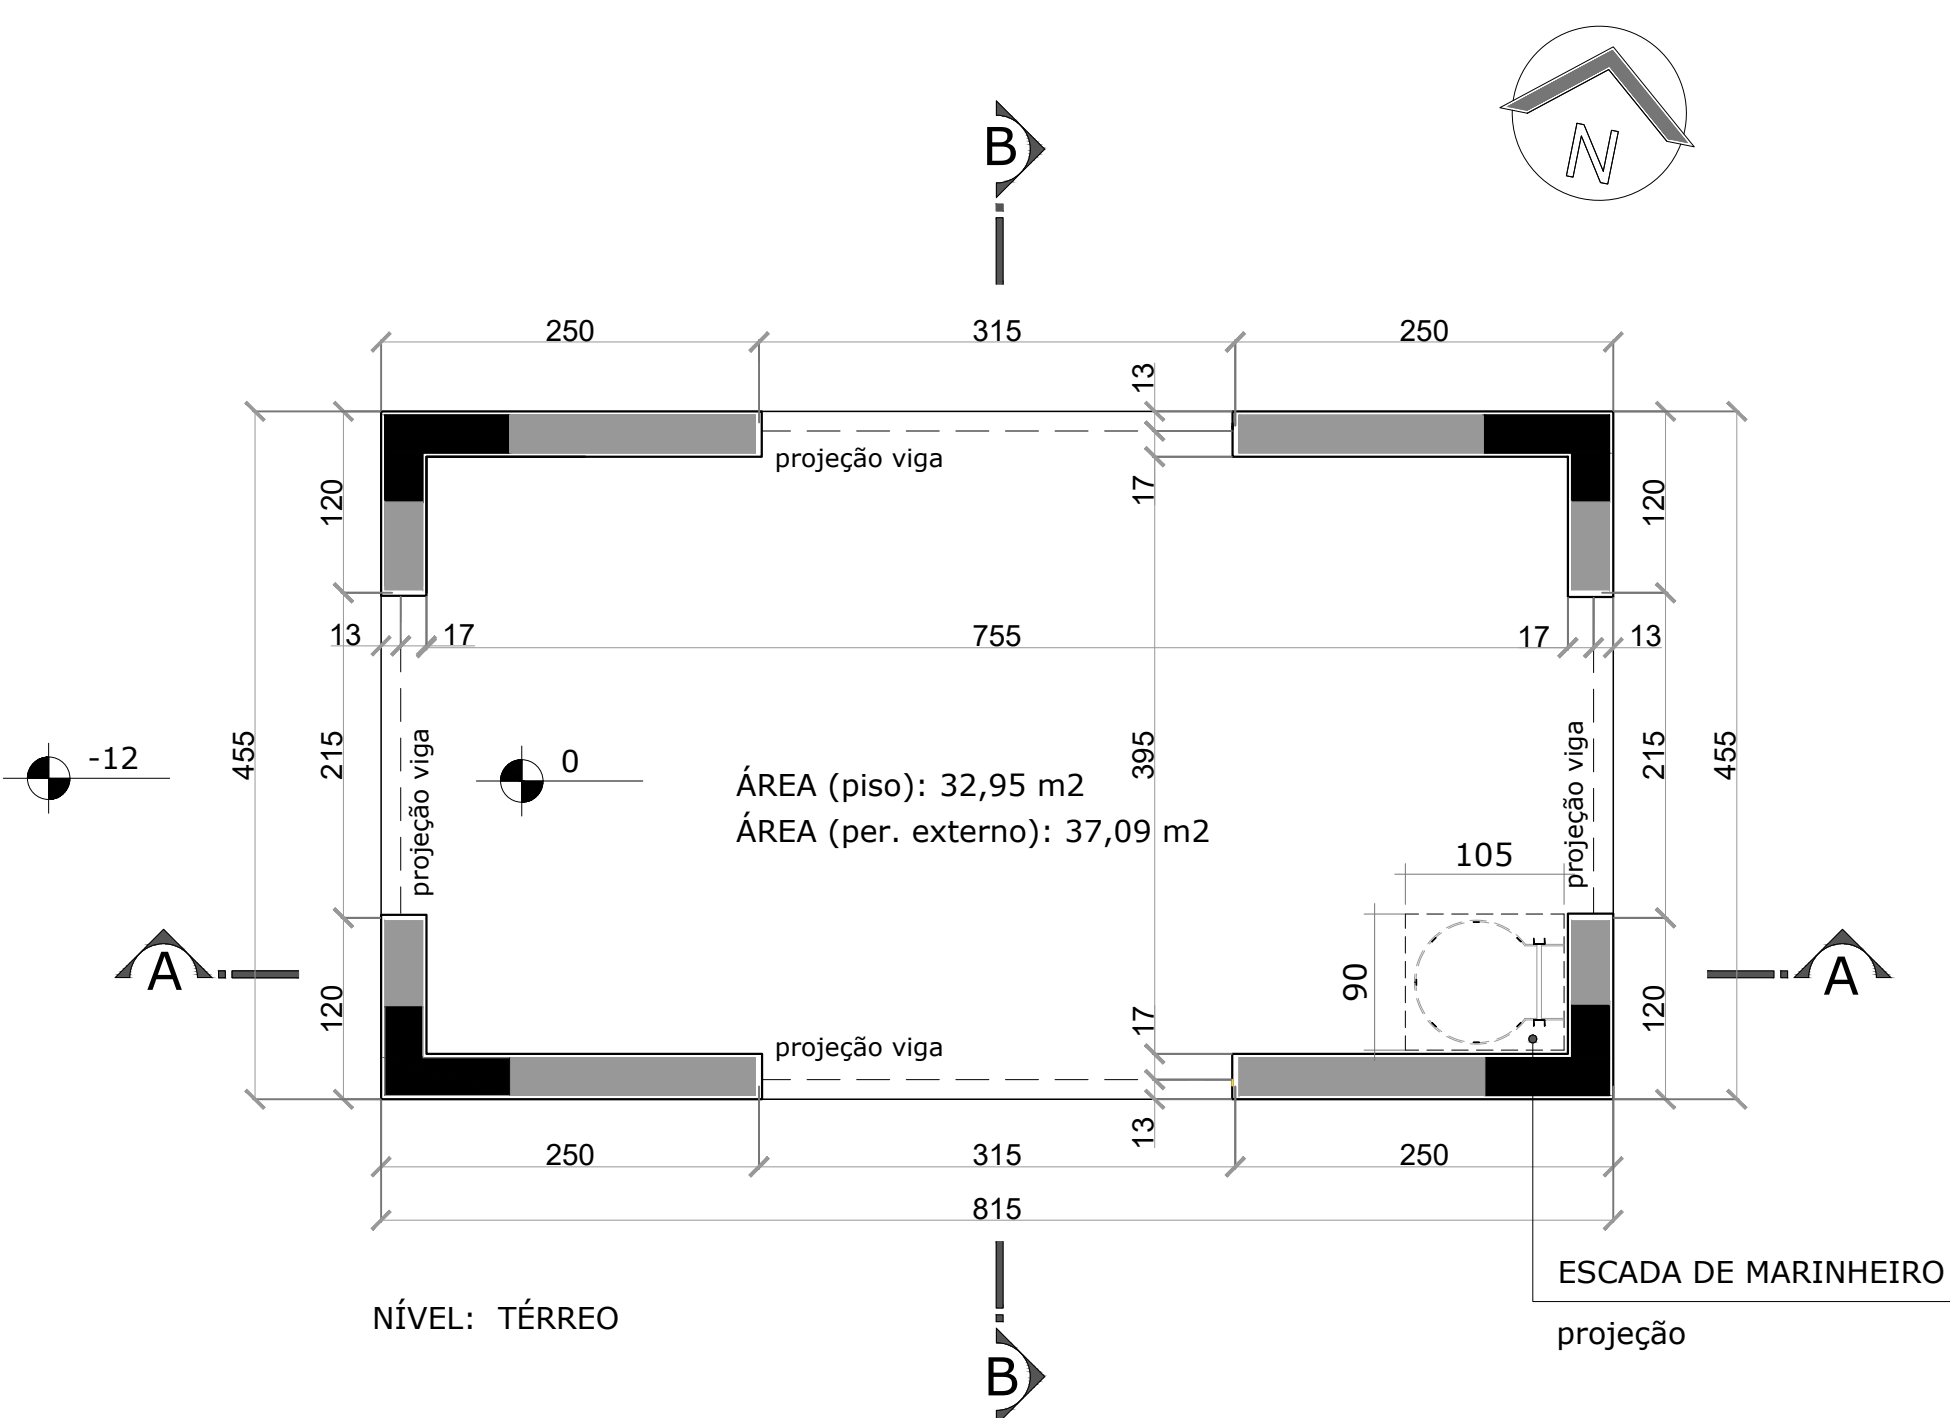 N
B
250 315 250
13
projeção viga
17
120
120
13 17 755 17 13
455
215
projeção viga
-12
0
395
ÁREA (piso): 32,95 m2
ÁREA (per. externo): 37,09 m2
projeção viga
215
455
105
90
A
A
120
17
120
projeção viga
13
250 315 250
815
ESCADA DE MARINHEIRO
projeção
NÍVEL: TÉRREO
B